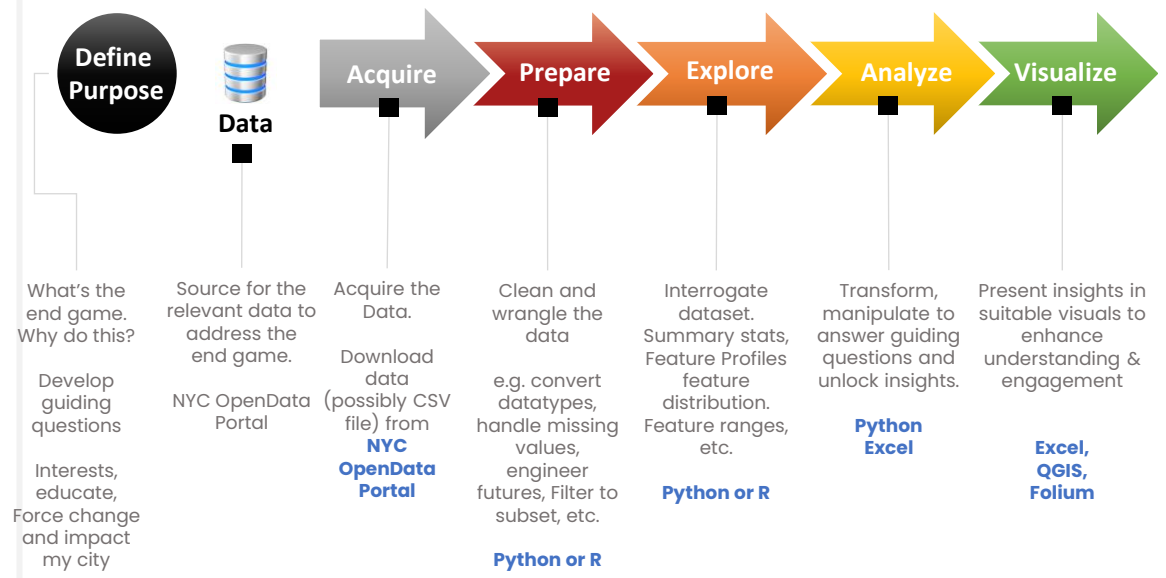 Define
Purpose
Data
Acquire
Prepare
Explore
Analyze
Visualize
What's the
end game.
Why do this?
Develop
guiding
questions
Interests,
educate,
Force change
and impact
my city
Source for the
relevant data to
address the
end game.
NYC OpenData
Portal
Acquire the
Data.
Download
data
(possibly CSV
file) from
NYC
OpenData
Portal
Clean and
wrangle the
data
e.g. convert
datatypes,
handle missing
values,
engineer
futures, Filter to
subset, etc.
Python or R
Interrogate
dataset.
Summary stats,
Feature Profiles
feature
distribution.
Feature ranges,
etc.
Python or R
Transform,
manipulate to
answer guiding
questions and
unlock insights.
Python
Excel
Present insights in
suitable visuals to
enhance
understanding &
engagement
Excel,
QGIS,
Folium